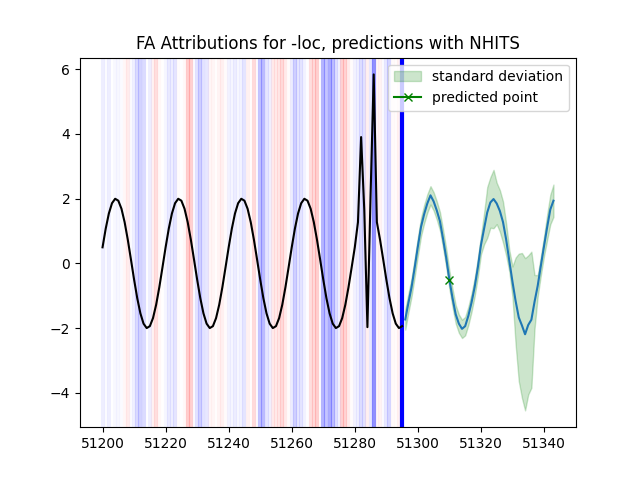 FA Attributions for -loc, predictions with NHITS
standard deviation
predicted point
6
4
2
0
−2
−4
51200 51220 51240 51260 51280 51300 51320 51340